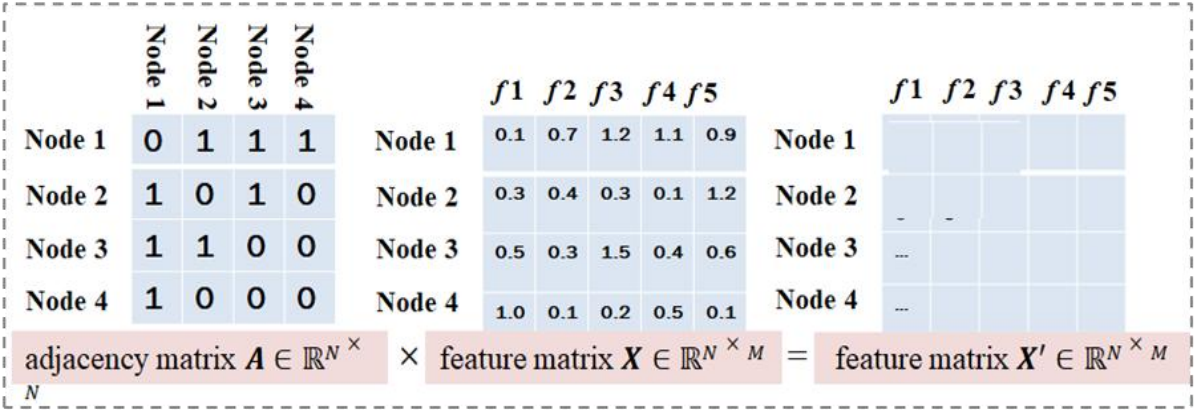 Node 1 Node 2 Node 3 Node 4
f1 f2 f3 f4 f5
f1 f2 f3 f4 f5
Node 1 0 1 1 1 Node 1 0.1 0.7 1.2 1.1 0.9 Node 1
Node 2 1 0 1 0 Node 2 0.3 0.4 0.3 0.1 1.2 Node 2
Node 3 1 1 0 0 Node 3 0.5 0.3 1.5 0.4 0.6 Node 3 ...
Node 4 1 0 0 0 Node 4 1.0 0.1 0.2 0.5 0.1 Node 4 ...
adjacency matrix A ∈ ℝ^N × N × feature matrix X ∈ ℝ^N × M = feature matrix X′ ∈ ℝ^N × M